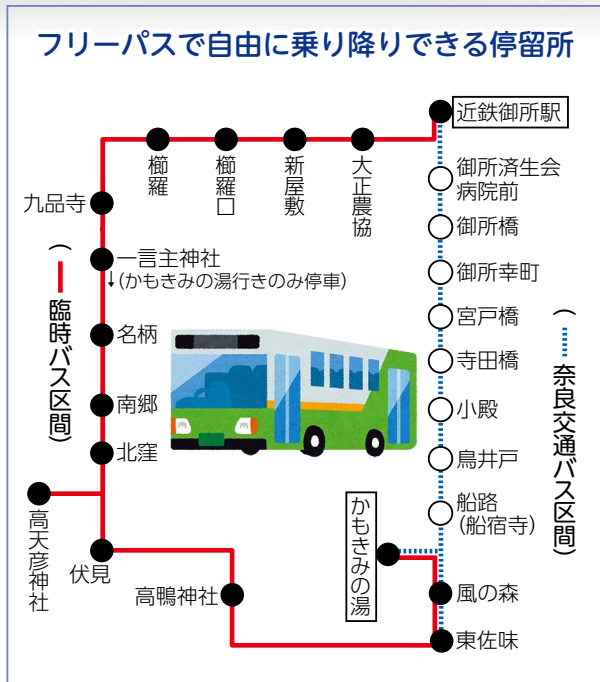 フリーパスで自由に乗り降りできる停留所
近鉄御所駅
大正農協
新屋敷
櫛羅口
櫛羅
九品寺
一言主神社
↓(かもきみの湯行きのみ停車)
名柄
南郷
北窪
高天彦神社
伏見
高鴨神社
(━臨時バス区間)
御所済生会
病院前
御所橋
御所幸町
宮戸橋
寺田橋
小殿
鳥井戸
船路
(船宿寺)
かもきみの湯
風の森
東佐味
(┅奈良交通バス区間)